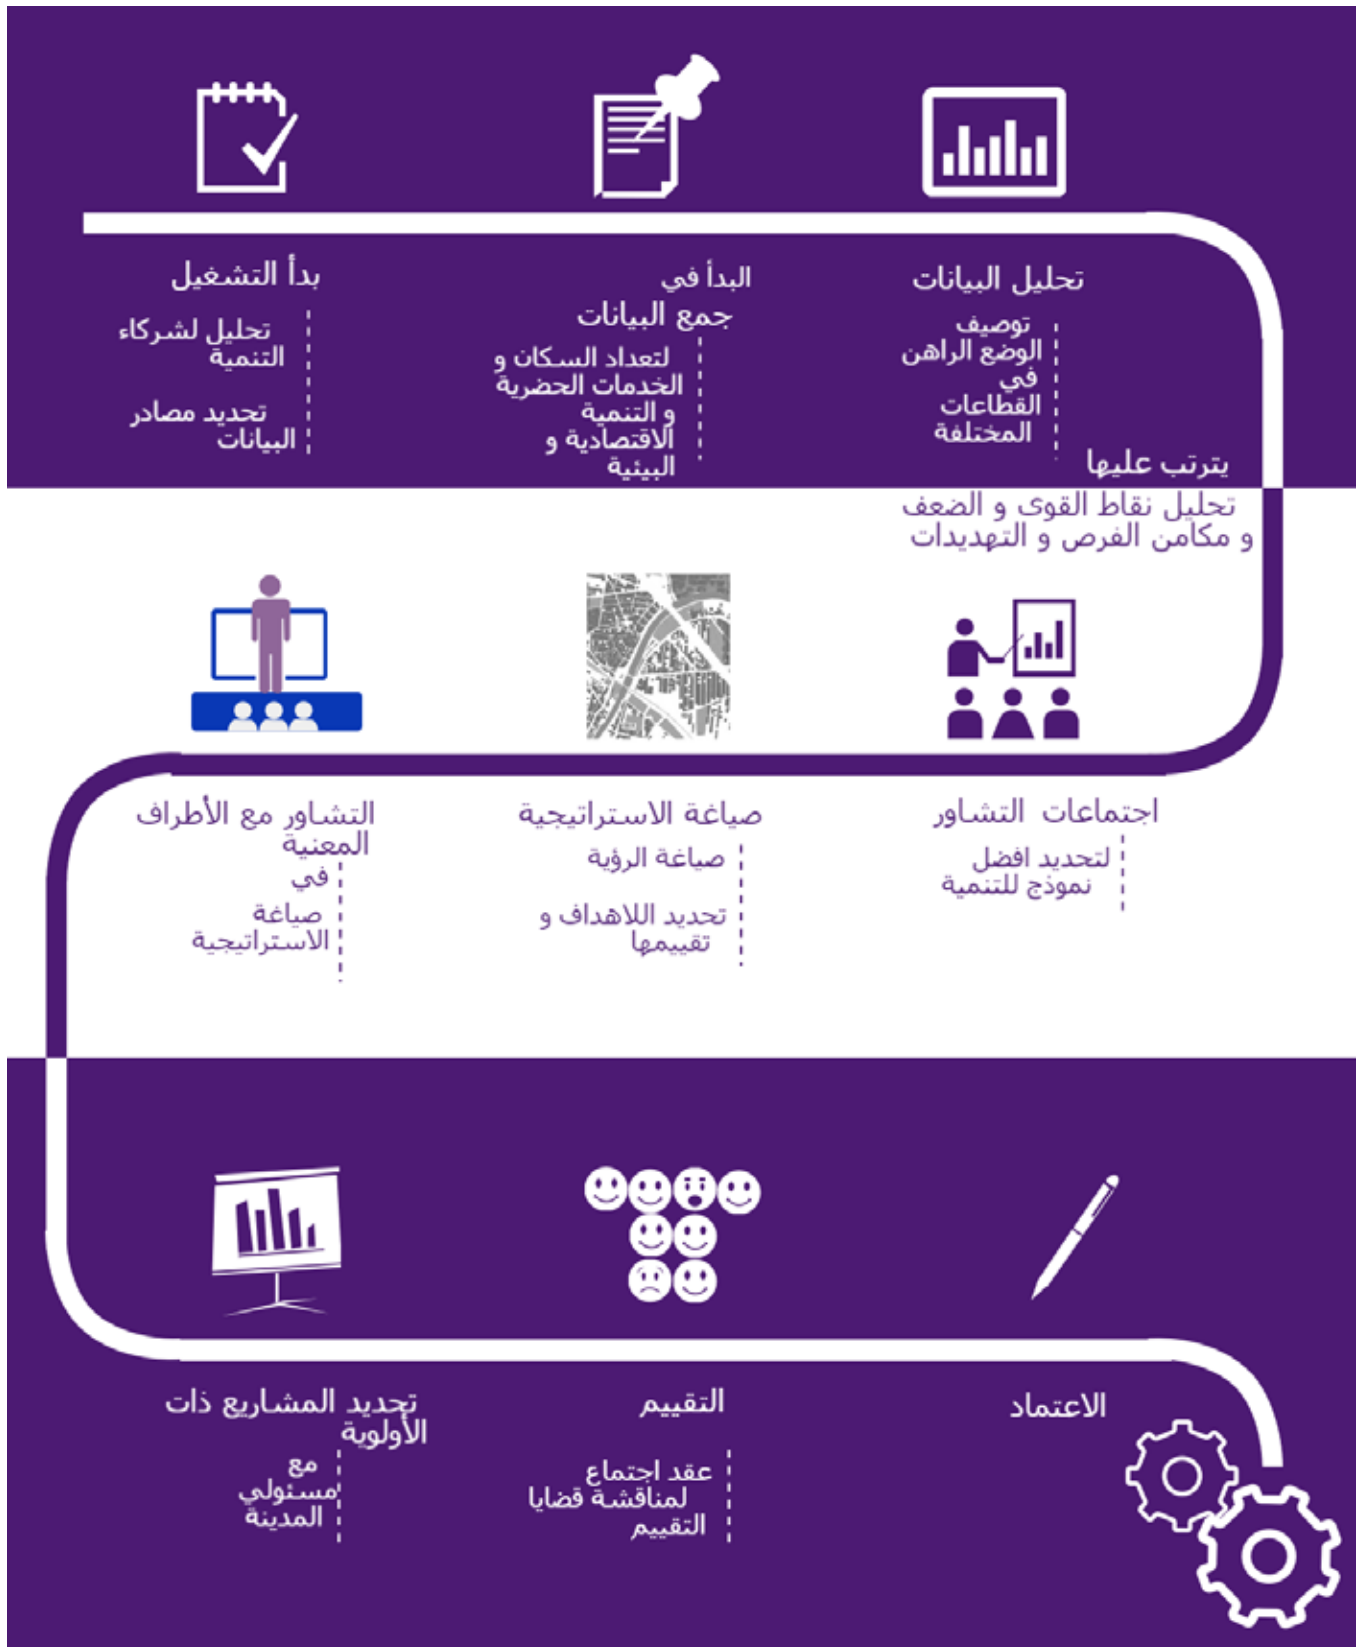 بدأ التشغيل
تحليل لشركاء
التنمية
تحديد مصادر
البيانات
البدأ في
جمع البيانات
لتعداد السكان و
الخدمات الحضرية
و التنمية
الاقتصادية و
البيئية
تحليل البيانات
توصيف
الوضع الراهن
في
القطاعات
المختلفة
يترتب عليها
تحليل نقاط القوى و الضعف
و مكامن الفرص و التهديدات
اجتماعات التشاور
لتحديد افضل
نموذج للتنمية
صياغة الاستراتيجية
صياغة الرؤية
تحديد اللاهداف و
تقييمها
التشاور مع الأطراف
المعنية
في
صياغة
الاستراتيجية
تحديد المشاريع ذات
الأولوية
مع
مسئولي
المدينة
التقييم
عقد اجتماع
لمناقشة قضايا
التقييم
الاعتماد